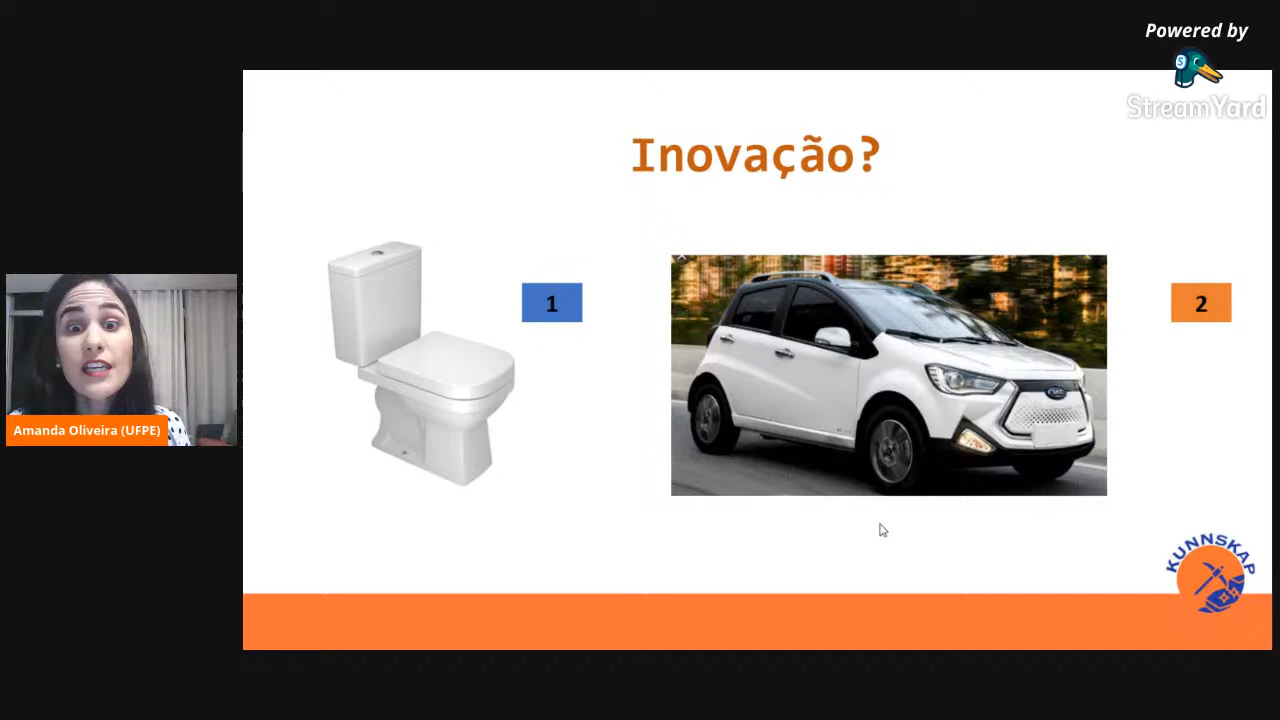 Powered by
StreamYard
Inovação?
1
2
Amanda Oliveira (UFPE)
KUNNSKAP